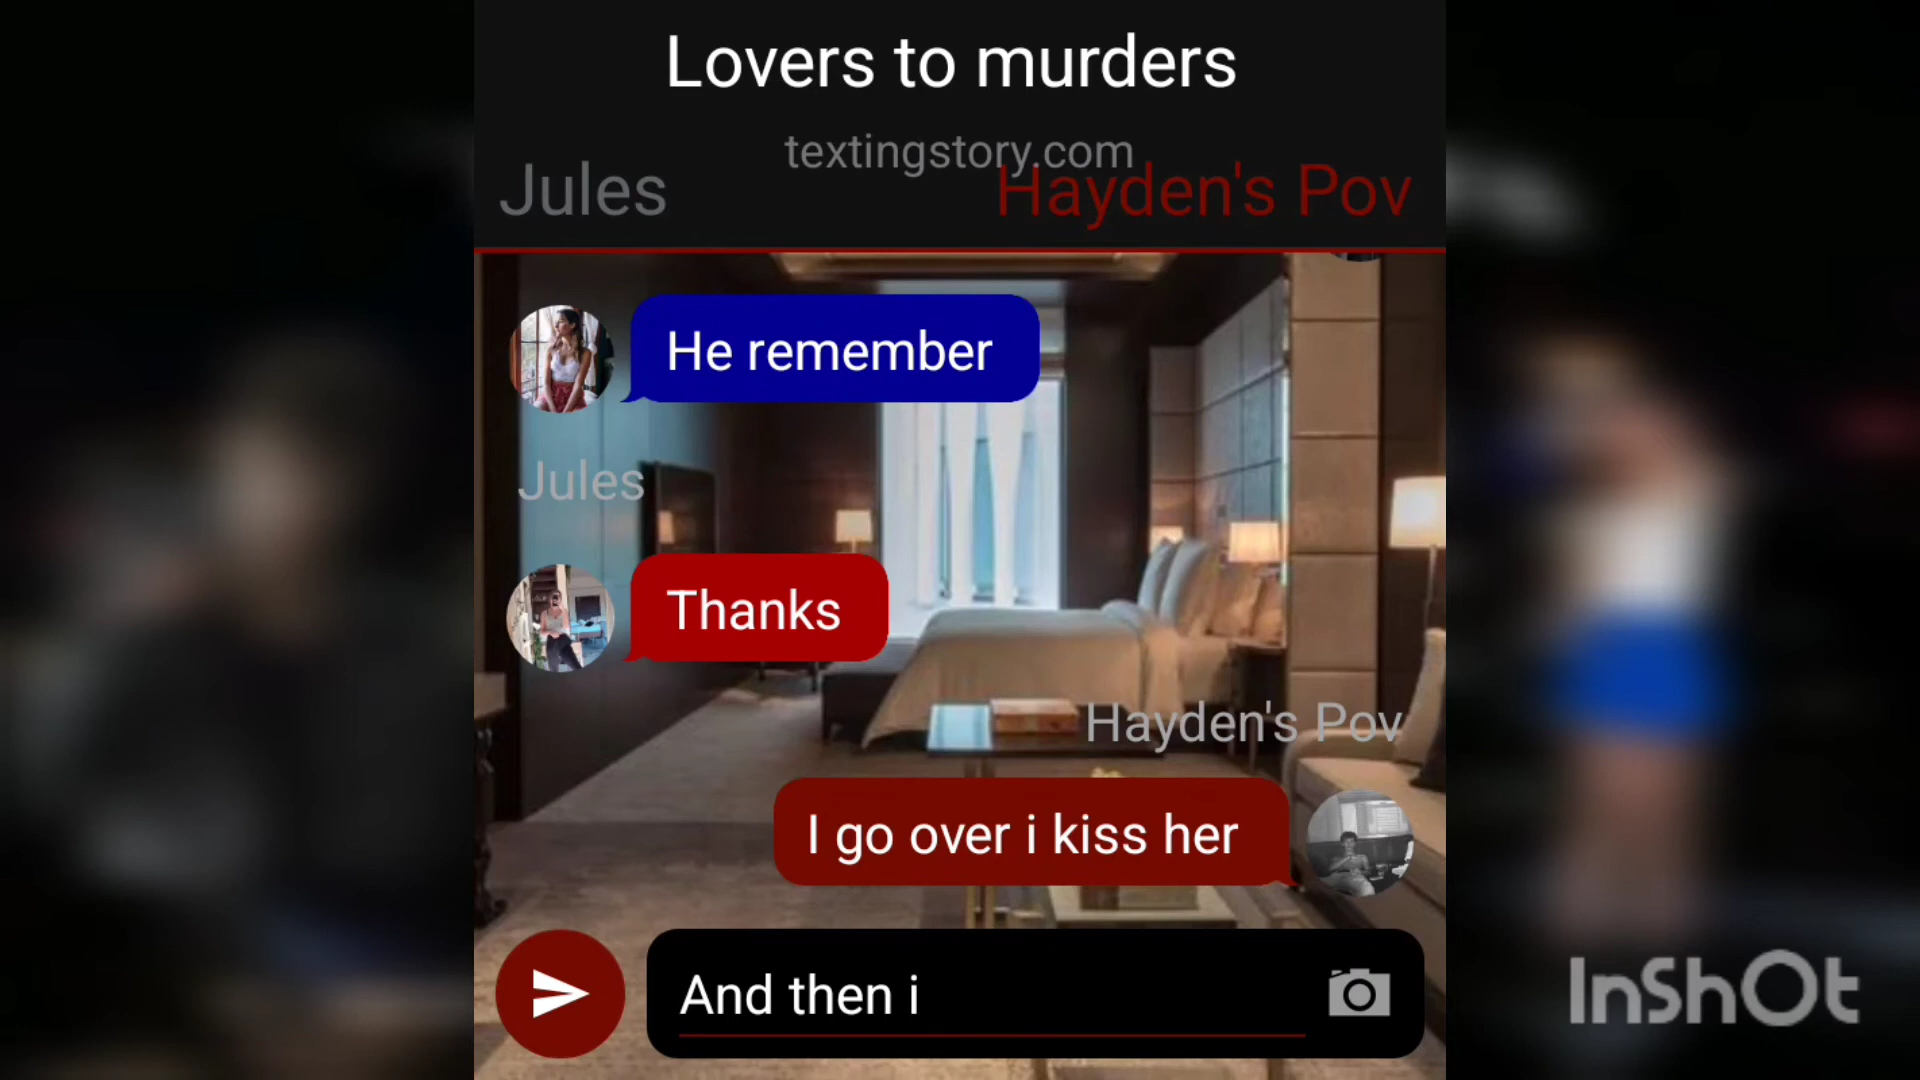 Lovers to murders
textingstory.com
Jules
Hayden's Pov
He remember
Jules
Thanks
Hayden's Pov
I go over i kiss her
And then i
InShOt